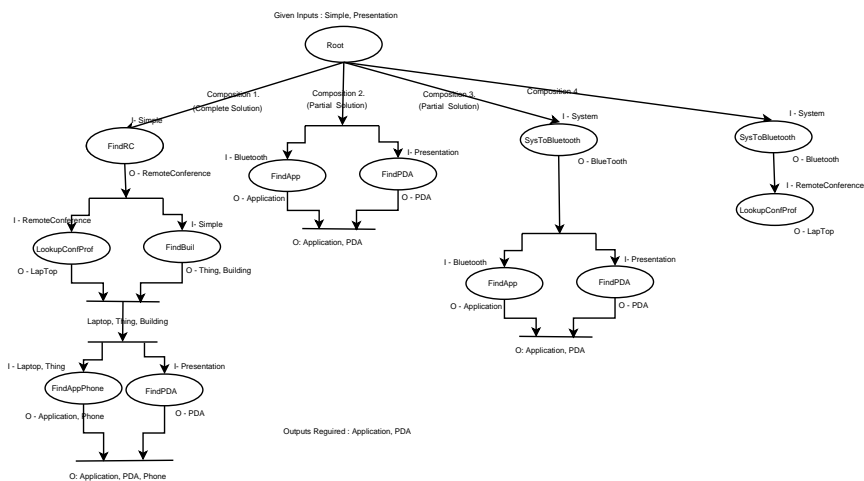 Given Inputs : Simple, Presentation
Root
Composition 1.
(Complete Solution)
Composition 2.
(Partial Solution)
Composition 3.
(Partial Solution)
Composition 4.
I- Simple
FindRC
O - RemoteConference
I - RemoteConference
LookupConfProf
O - LapTop
I- Simple
FindBuil
O - Thing, Building
Laptop, Thing, Building
I - Laptop, Thing
FindAppPhone
O - Application, Phone
I- Presentation
FindPDA
O - PDA
O: Application, PDA, Phone
I - Bluetooth
FindApp
O - Application
I- Presentation
FindPDA
O - PDA
O: Application, PDA
I - System
SysToBluetooth
O - BlueTooth
I - Bluetooth
FindApp
O - Application
I- Presentation
FindPDA
O - PDA
O: Application, PDA
I - System
SysToBluetooth
O - Bluetooth
I - RemoteConference
LookupConfProf
O - LapTop
Outputs Reguired : Application, PDA